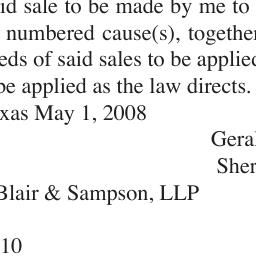 id sale to be made by me to
numbered cause(s), together
eds of said sales to be applied
be applied as the law directs.
xas May 1, 2008
Geral
Sher
Blair & Sampson, LLP
10